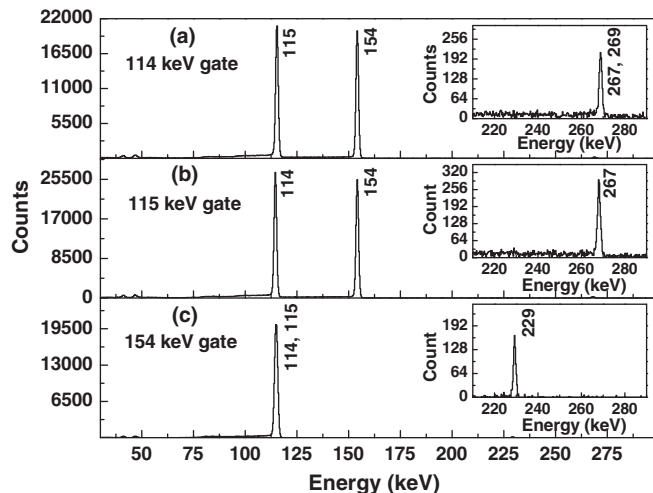 22000
16500
11000
5500
(a)
114 keV gate
115
154
Counts
256
192
128
64
0
267, 269
220 240 260 280
Energy (keV)
25500
17000
8500
0
(b)
115 keV gate
114
154
Count
320
256
192
128
64
0
267
220 240 260 280
Energy (keV)
19500
13000
6500
(c)
154 keV gate
114, 115
Count
192
128
64
0
229
220 240 260 280
Energy (keV)
Counts
50 75 100 125 150 175 200 225 250 275
Energy (keV)